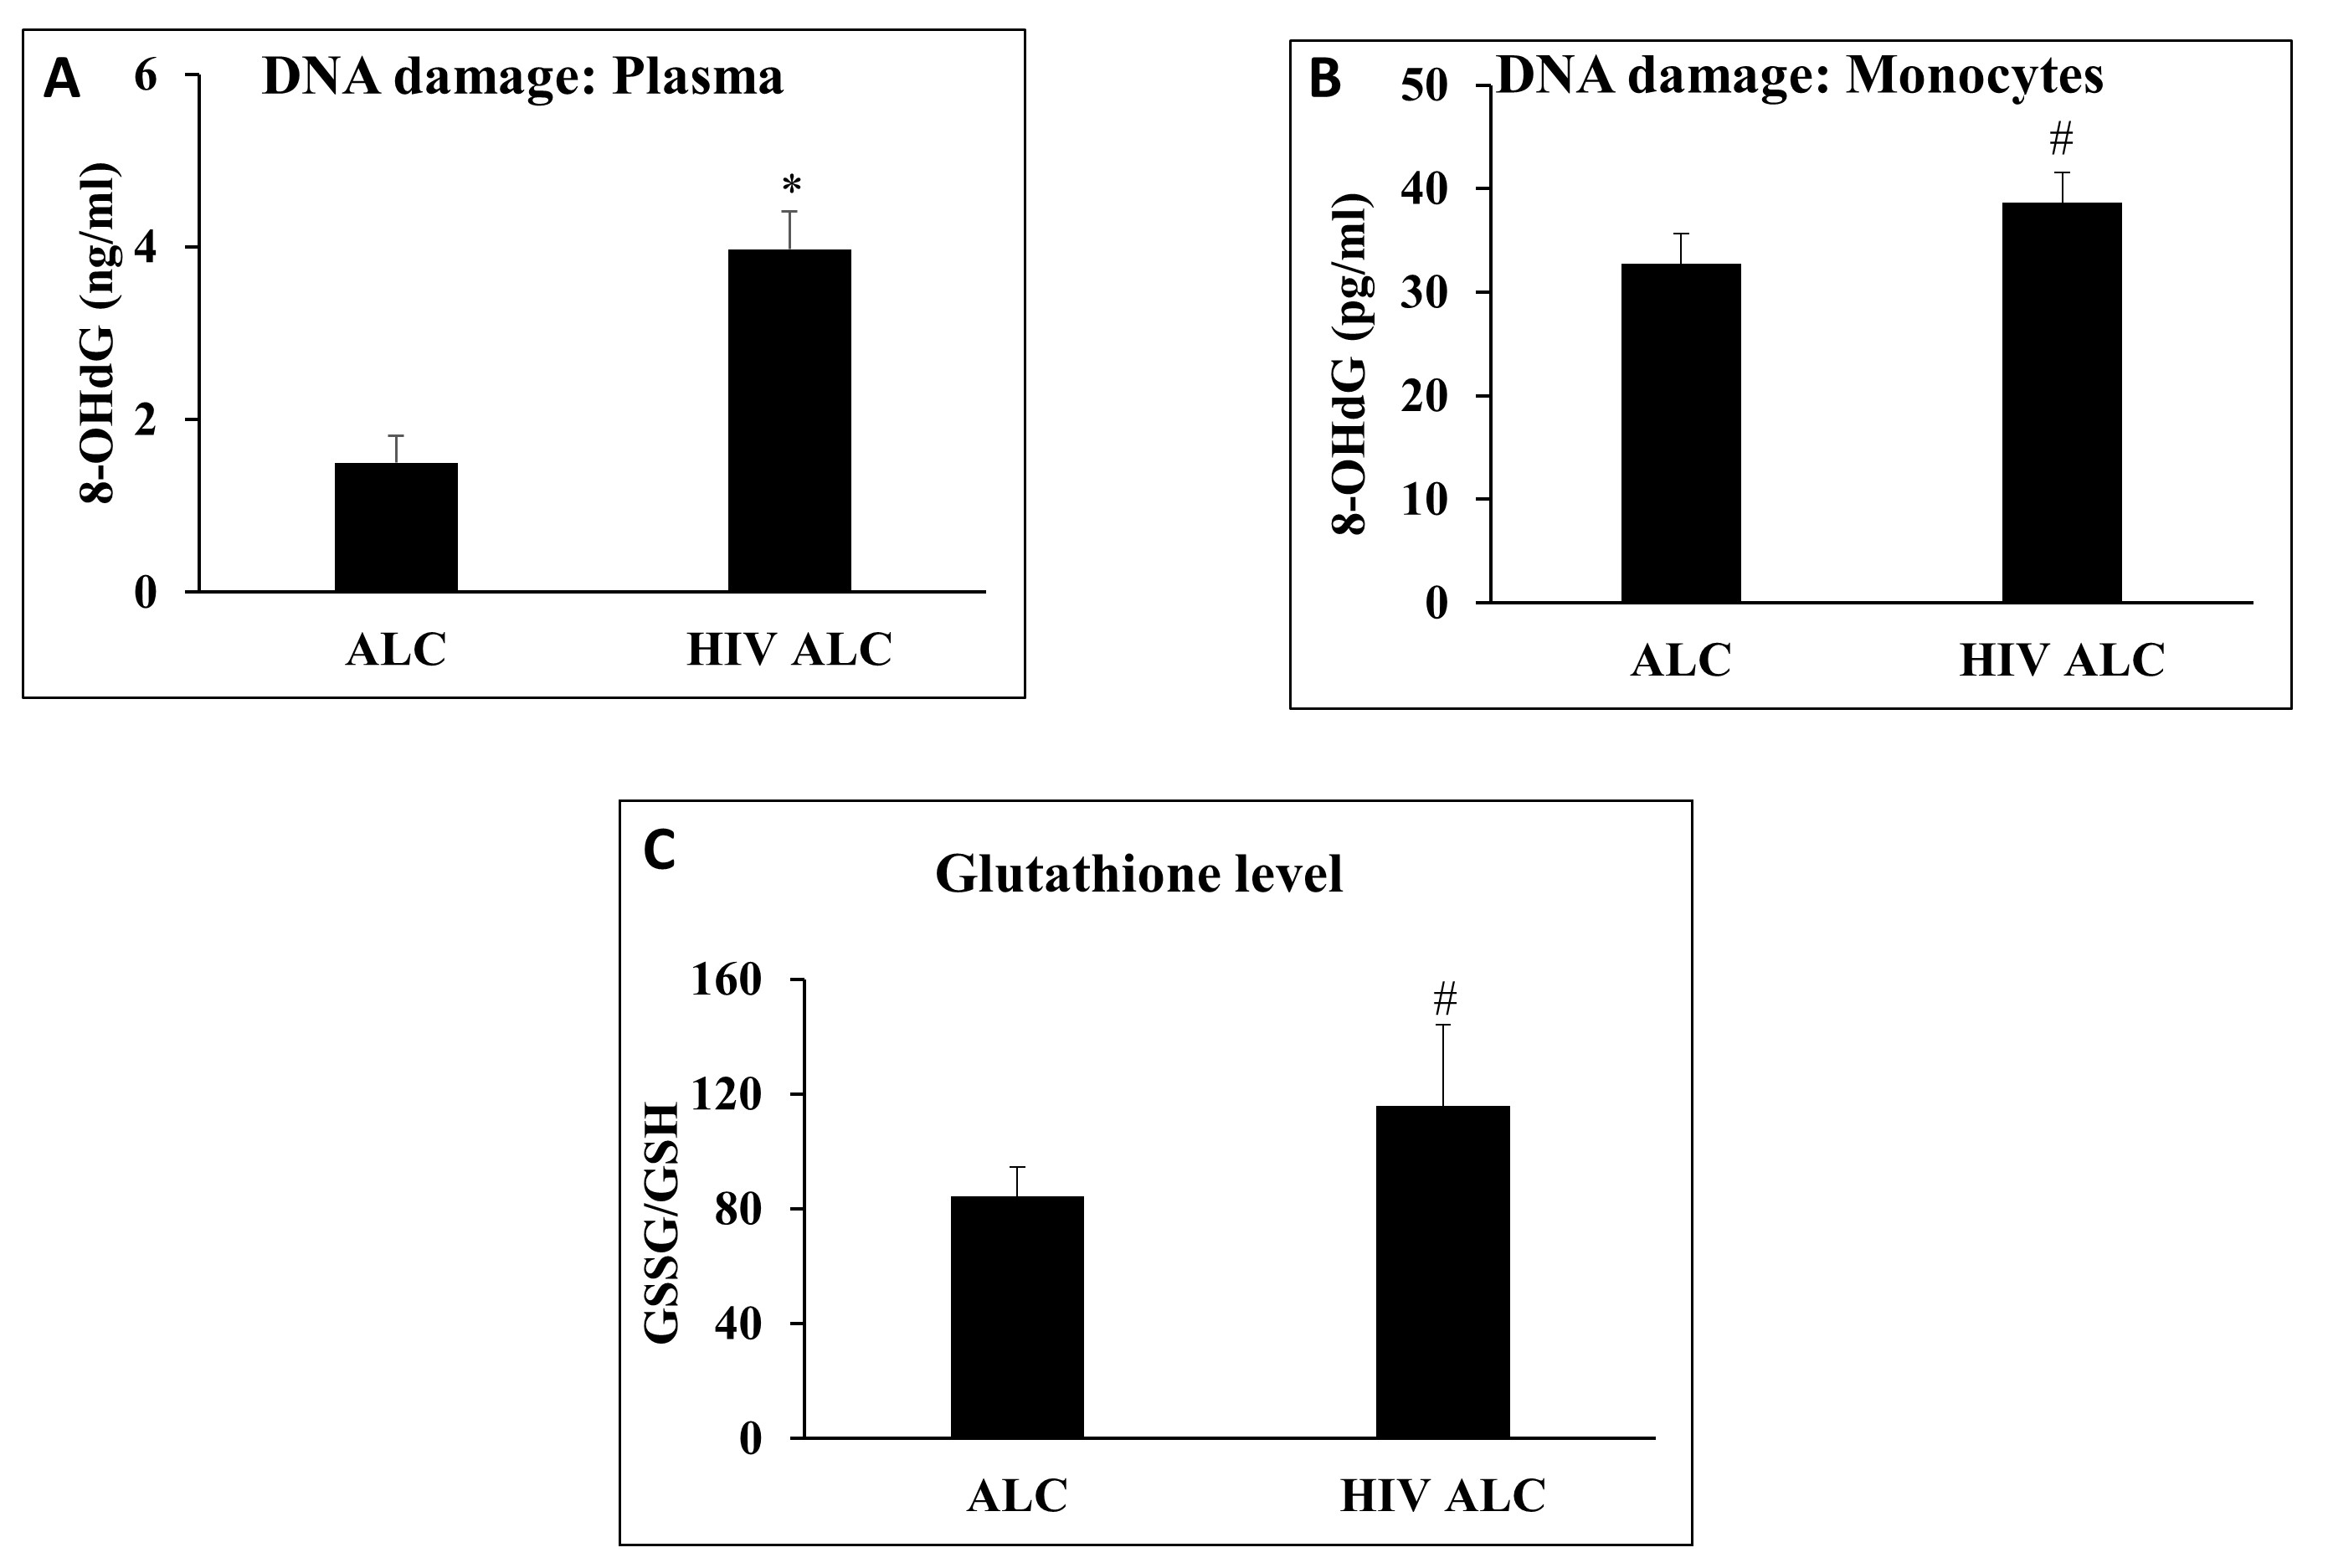 A
DNA damage: Plasma
8-OHdG (ng/ml)
6
4
2
0
*
ALC
HIV ALC
B
DNA damage: Monocytes
8-OHdG (pg/ml)
50
40
30
20
10
0
#
ALC
HIV ALC
C
Glutathione level
GSSG/GSH
160
120
80
40
0
#
ALC
HIV ALC